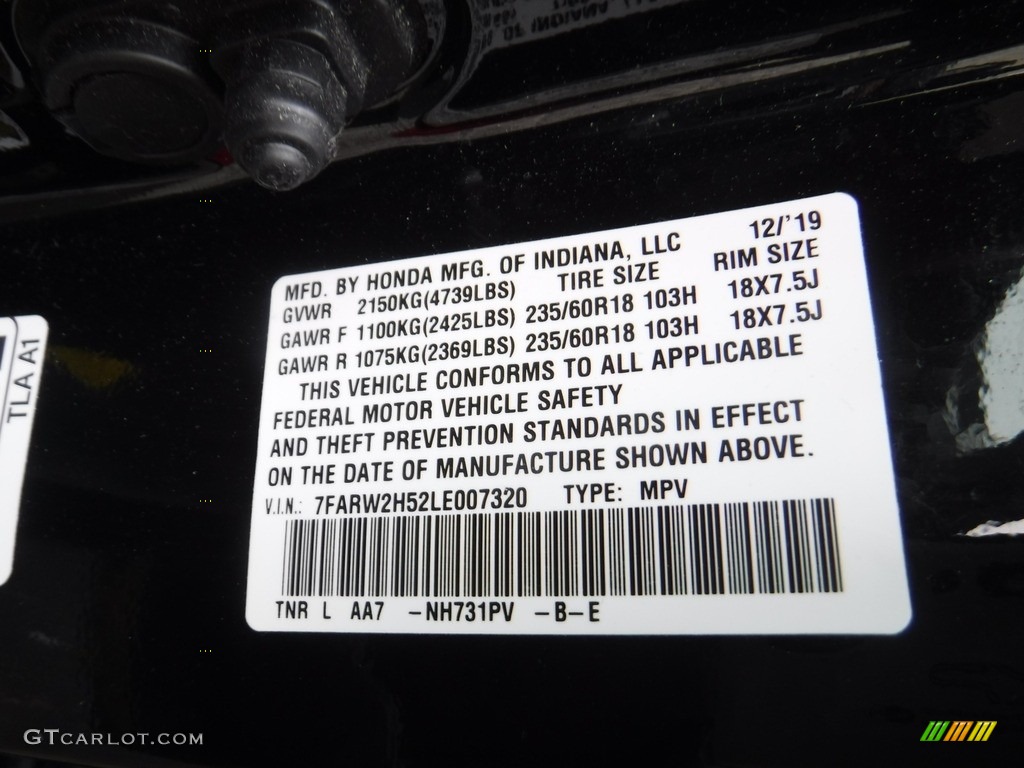 MFD. BY HONDA MFG. OF INDIANA, LLC 12/'19
GVWR 2150KG(4739LBS) TIRE SIZE RIM SIZE
GAWR F 1100KG(2425LBS) 235/60R18 103H 18X7.5J
GAWR R 1075KG(2369LBS) 235/60R18 103H 18X7.5J
THIS VEHICLE CONFORMS TO ALL APPLICABLE
FEDERAL MOTOR VEHICLE SAFETY
AND THEFT PREVENTION STANDARDS IN EFFECT
ON THE DATE OF MANUFACTURE SHOWN ABOVE.
V.I.N.: 7FARW2H52LE007320 TYPE: MPV
TNR L AA7 -NH731PV -B-E
TLA A1
GTCARLOT.COM